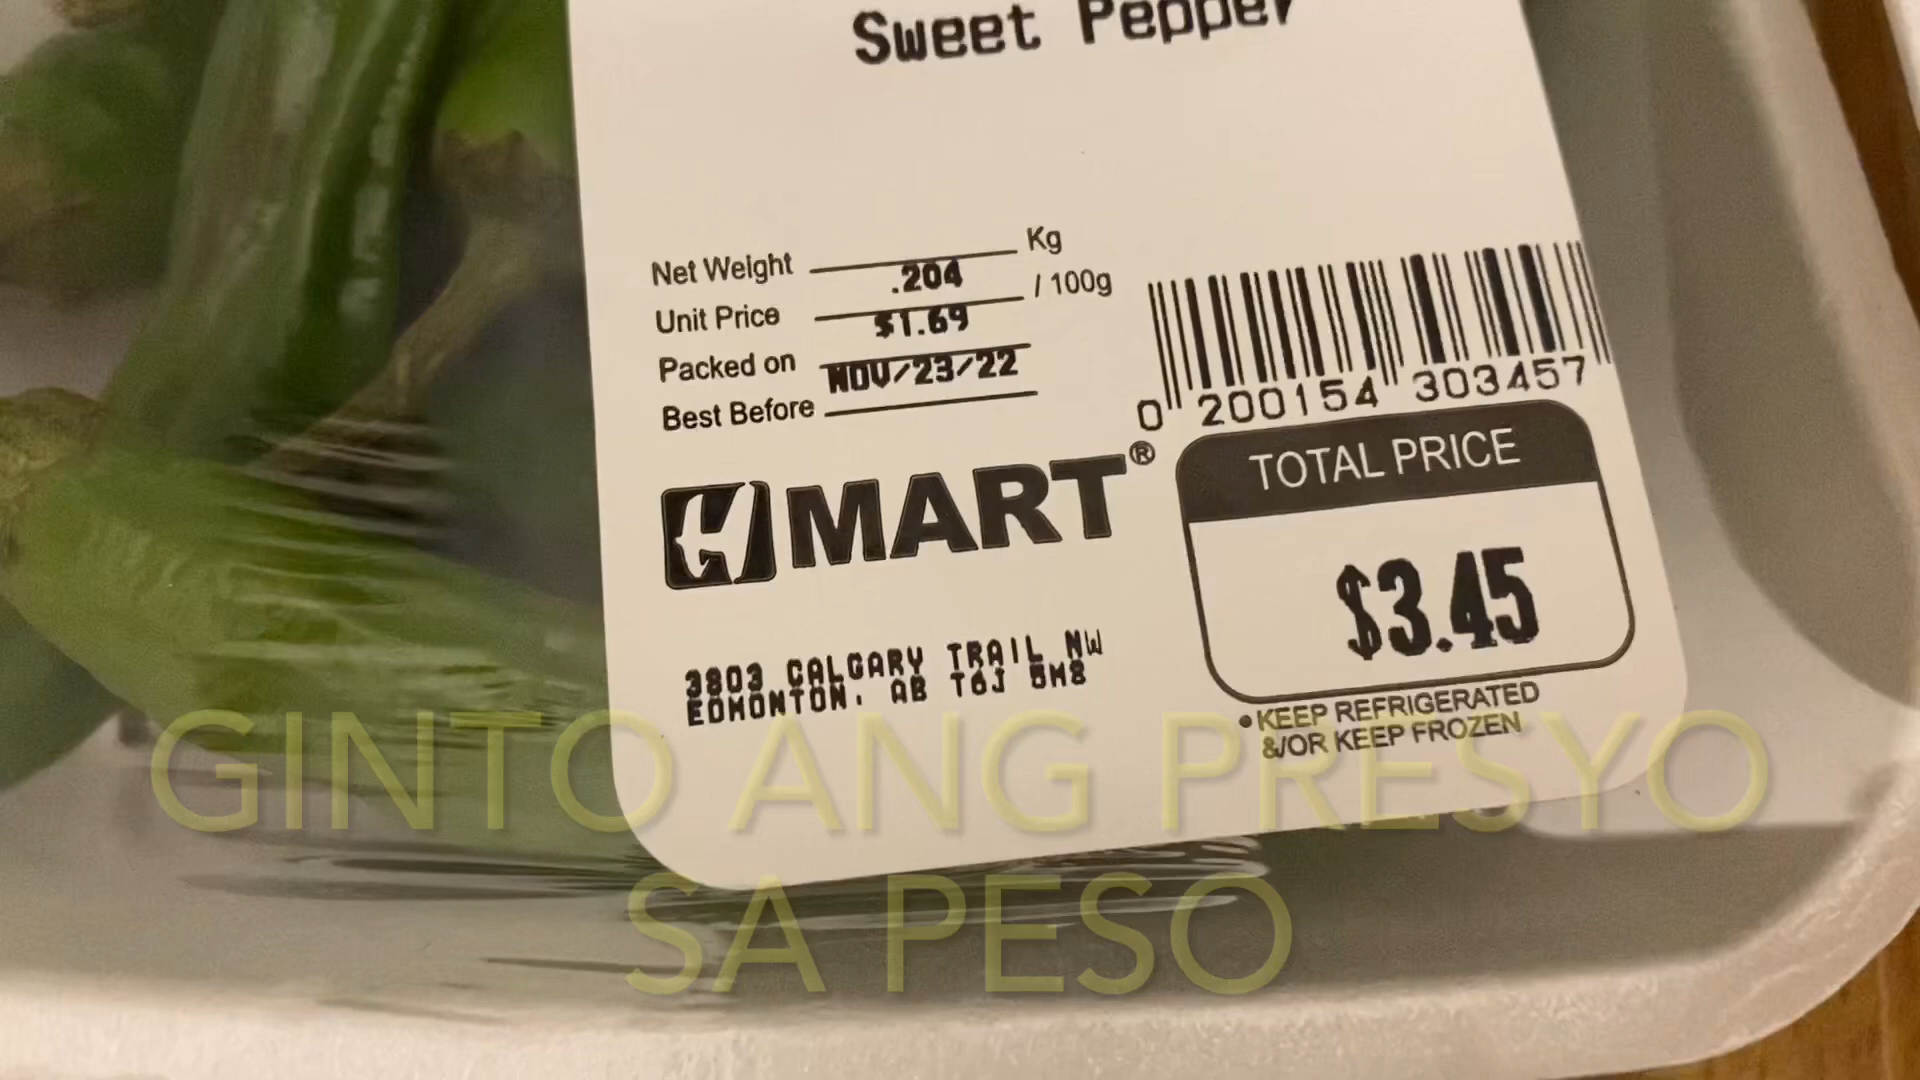 Sweet Pepper
Net Weight .204 Kg
Unit Price $1.69 / 100g
Packed on NOV/23/22
Best Before
0 200154 303457
H MART®
TOTAL PRICE
$3.45
3803 CALGARY TRAIL NW
EDMONTON, AB T6J 5M8
• KEEP REFRIGERATED
&/OR KEEP FROZEN
GINTO ANG PRESYO
SA PESO